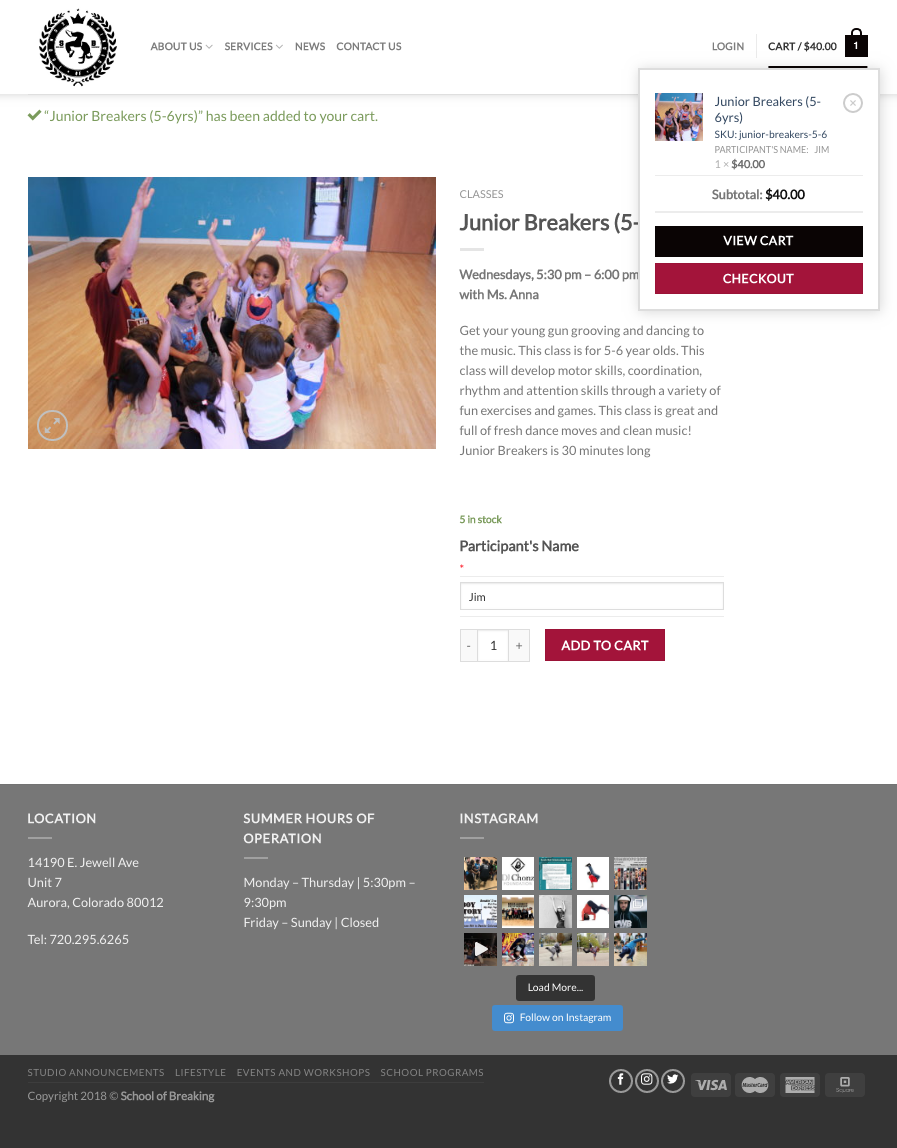 ABOUT US
SERVICES
NEWS
CONTACT US
LOGIN
CART / $40.00
1
“Junior Breakers (5-6yrs)” has been added to your cart.
Junior Breakers (5-
6yrs)
SKU: junior-breakers-5-6
PARTICIPANT'S NAME: JIM
1 × $40.00
Subtotal: $40.00
VIEW CART
CHECKOUT
CLASSES
Junior Breakers (5-
Wednesdays, 5:30 pm – 6:00 pm
with Ms. Anna
Get your young gun grooving and dancing to
the music. This class is for 5-6 year olds. This
class will develop motor skills, coordination,
rhythm and attention skills through a variety of
fun exercises and games. This class is great and
full of fresh dance moves and clean music!
Junior Breakers is 30 minutes long
5 in stock
Participant's Name
*
Jim
- 1 +
ADD TO CART
LOCATION
14190 E. Jewell Ave
Unit 7
Aurora, Colorado 80012
Tel: 720.295.6265
SUMMER HOURS OF
OPERATION
Monday – Thursday | 5:30pm –
9:30pm
Friday – Sunday | Closed
INSTAGRAM
Load More...
Follow on Instagram
STUDIO ANNOUNCEMENTS
LIFESTYLE
EVENTS AND WORKSHOPS
SCHOOL PROGRAMS
Copyright 2018 © School of Breaking
VISA
MasterCard
AMERICAN EXPRESS